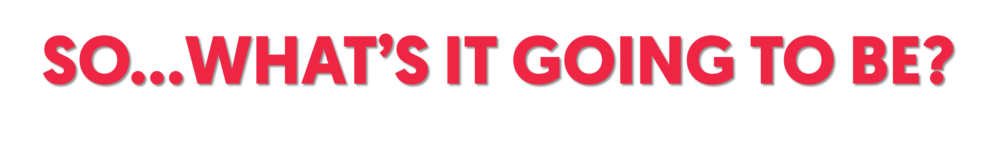 SO...WHAT’S IT GOING TO BE?